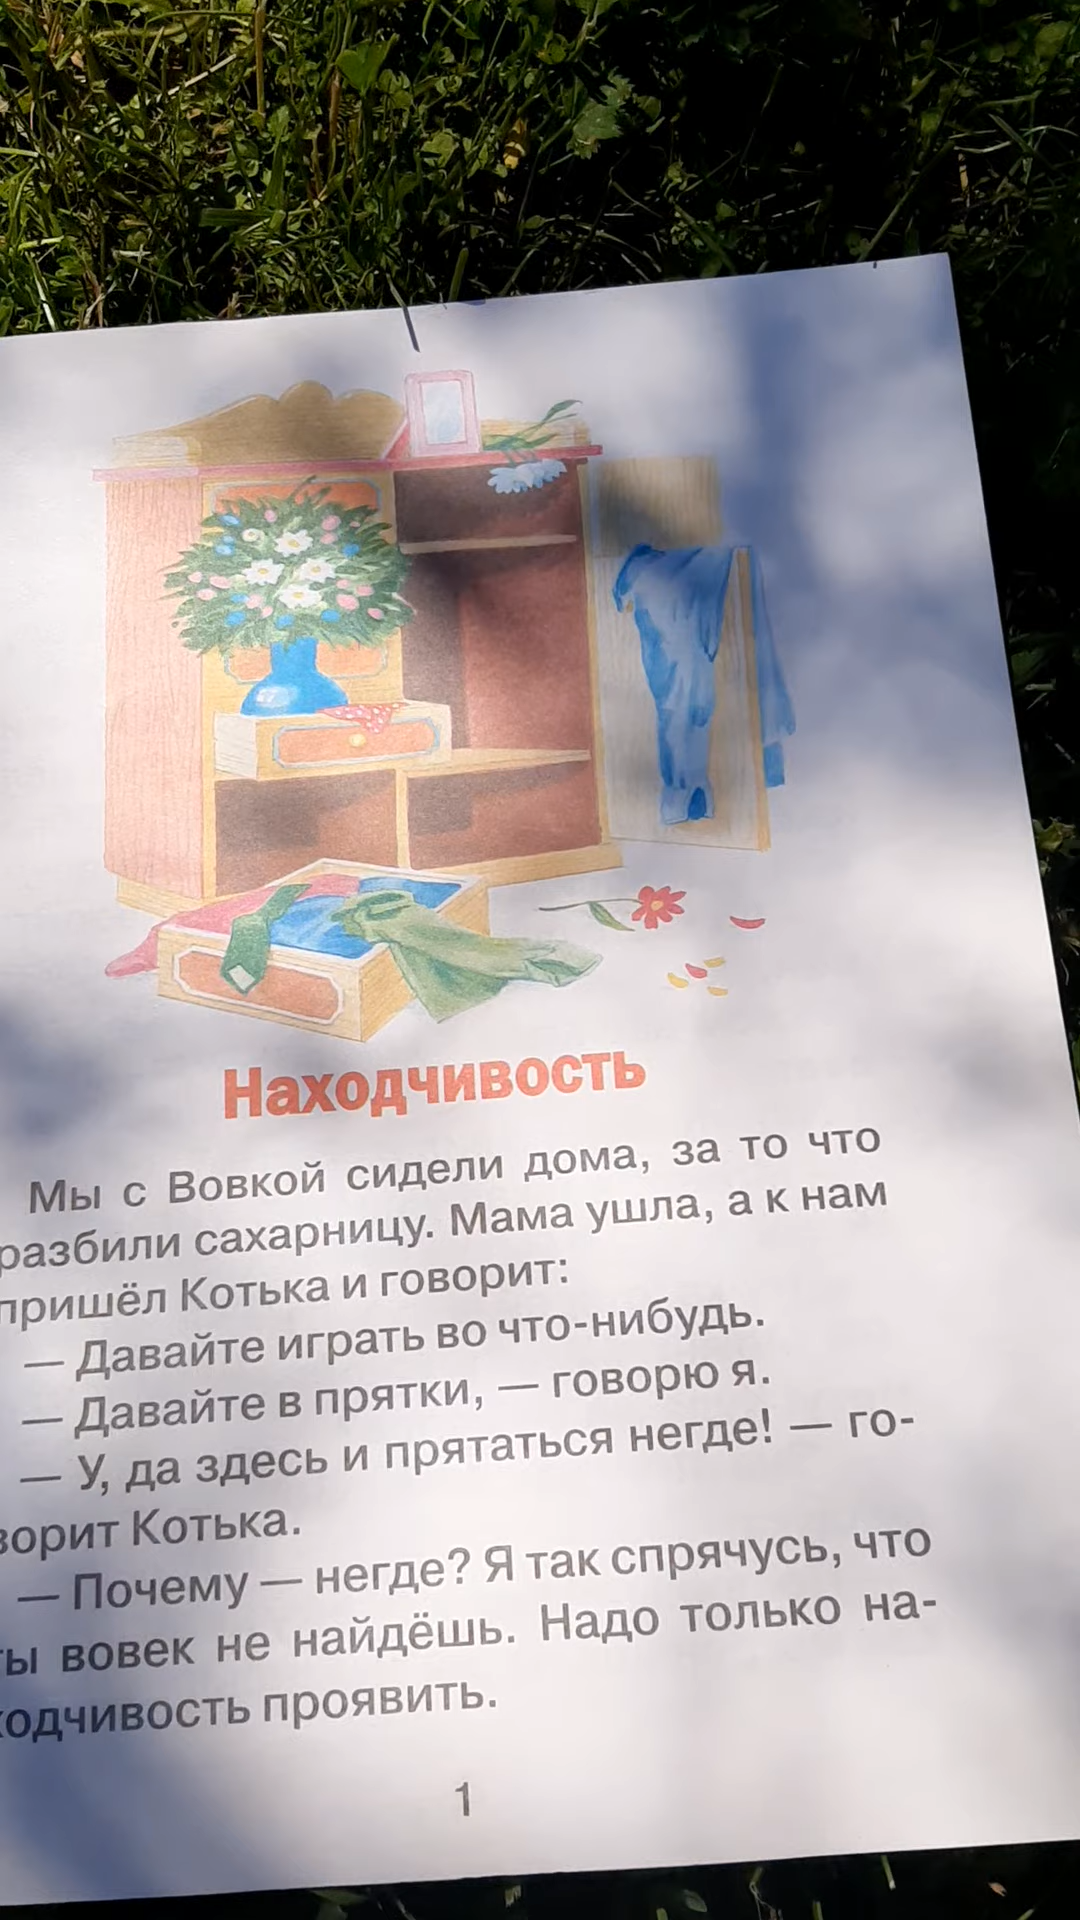 Находчивость
Мы с Вовкой сидели дома, за то что
разбили сахарницу. Мама ушла, а к нам
пришёл Котька и говорит:
— Давайте играть во что-нибудь.
— Давайте в прятки, — говорю я.
— У, да здесь и прятаться негде! — го-
ворит Котька.
— Почему — негде? Я так спрячусь, что
ты вовек не найдёшь. Надо только на-
ходчивость проявить.
1